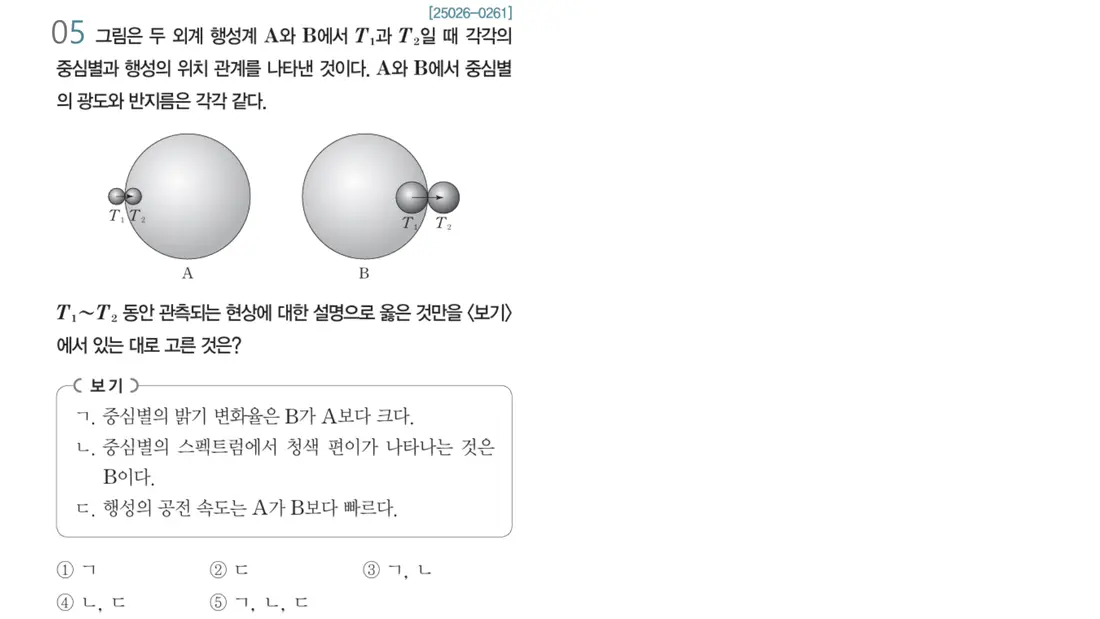 [25026-0261]
05 그림은 두 외계 행성계 A와 B에서 T₁과 T₂일 때 각각의
중심별과 행성의 위치 관계를 나타낸 것이다. A와 B에서 중심별
의 광도와 반지름은 각각 같다.
T₁ T₂ T₁ T₂
A B
T₁~T₂ 동안 관측되는 현상에 대한 설명으로 옳은 것만을 〈보기〉
에서 있는 대로 고른 것은?
보기
ㄱ. 중심별의 밝기 변화율은 B가 A보다 크다.
ㄴ. 중심별의 스펙트럼에서 청색 편이가 나타나는 것은
B이다.
ㄷ. 행성의 공전 속도는 A가 B보다 빠르다.
① ㄱ ② ㄷ ③ ㄱ, ㄴ
④ ㄴ, ㄷ ⑤ ㄱ, ㄴ, ㄷ